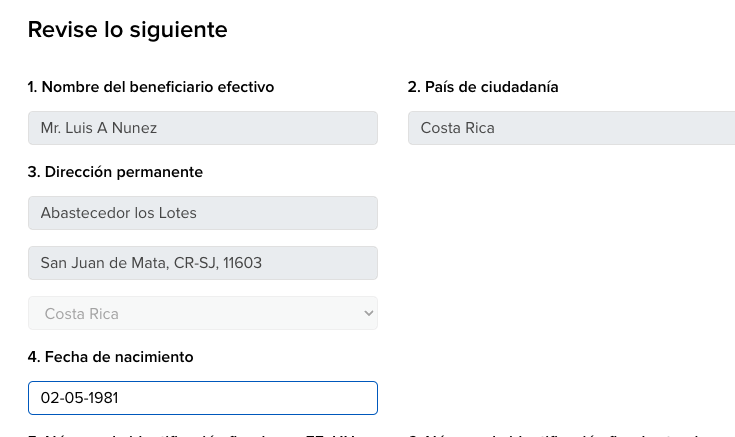 Revise lo siguiente
1. Nombre del beneficiario efectivo
Mr. Luis A Nunez
2. País de ciudadanía
Costa Rica
3. Dirección permanente
Abastecedor los Lotes
San Juan de Mata, CR-SJ, 11603
Costa Rica
4. Fecha de nacimiento
02-05-1981